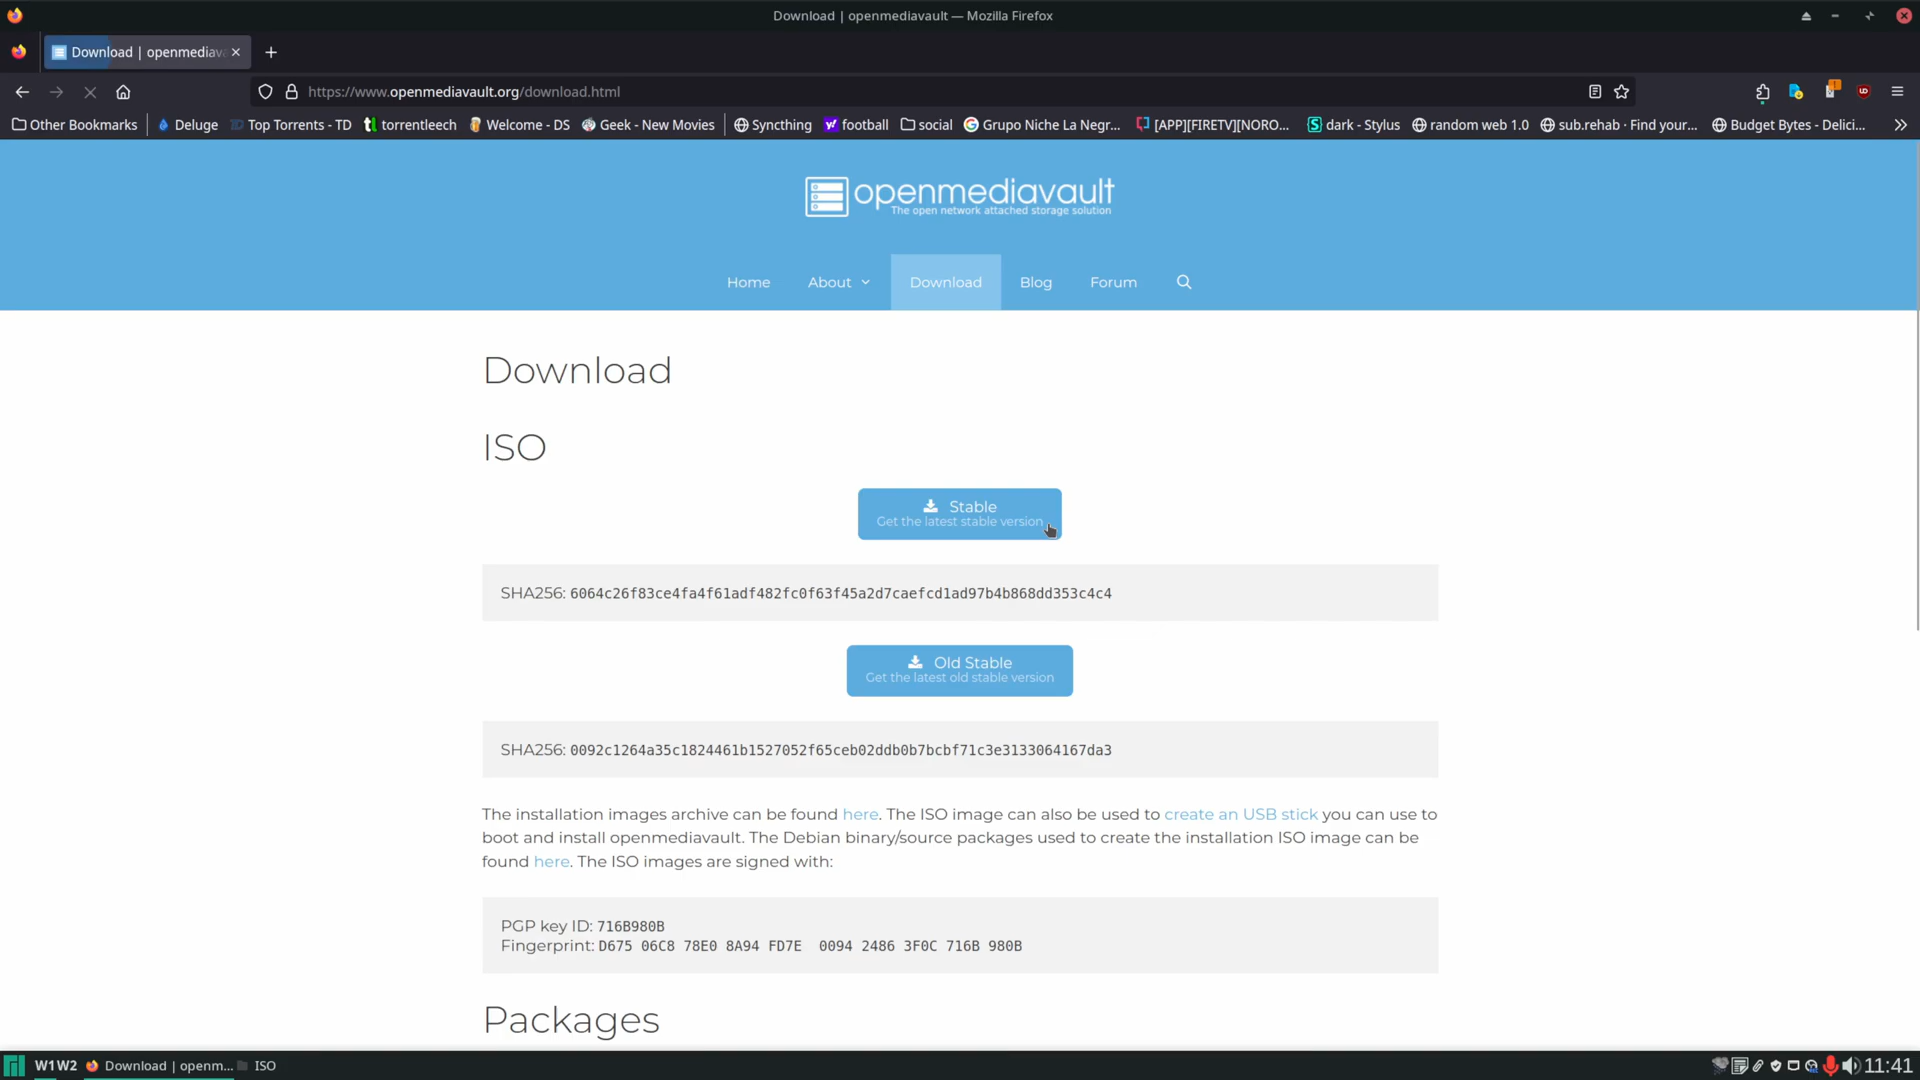 Download | openmediavault — Mozilla Firefox
Download | openmediav
https://www.openmediavault.org/download.html
Other Bookmarks
Deluge
Top Torrents - TD
torrentleech
Welcome - DS
Geek - New Movies
Syncthing
football
social
Grupo Niche La Negr...
[APP][FIRETV][NORO...
dark - Stylus
random web 1.0
sub.rehab · Find your...
Budget Bytes - Delici...
openmediavault
The open network attached storage solution
Home
About
Download
Blog
Forum
Download
ISO
Stable
Get the latest stable version
SHA256: 6064c26f83ce4fa4f61adf482fc0f63f45a2d7caefcd1ad97b4b868dd353c4c4
Old Stable
Get the latest old stable version
SHA256: 0092c1264a35c1824461b1527052f65ceb02ddb0b7bcbf71c3e3133064167da3
The installation images archive can be found here. The ISO image can also be used to create an USB stick you can use to
boot and install openmediavault. The Debian binary/source packages used to create the installation ISO image can be
found here. The ISO images are signed with:
PGP key ID: 716B980B
Fingerprint: D675 06C8 78E0 8A94 FD7E  0094 2486 3F0C 716B 980B
Packages
W1W2
Download | openm...
ISO
11:41